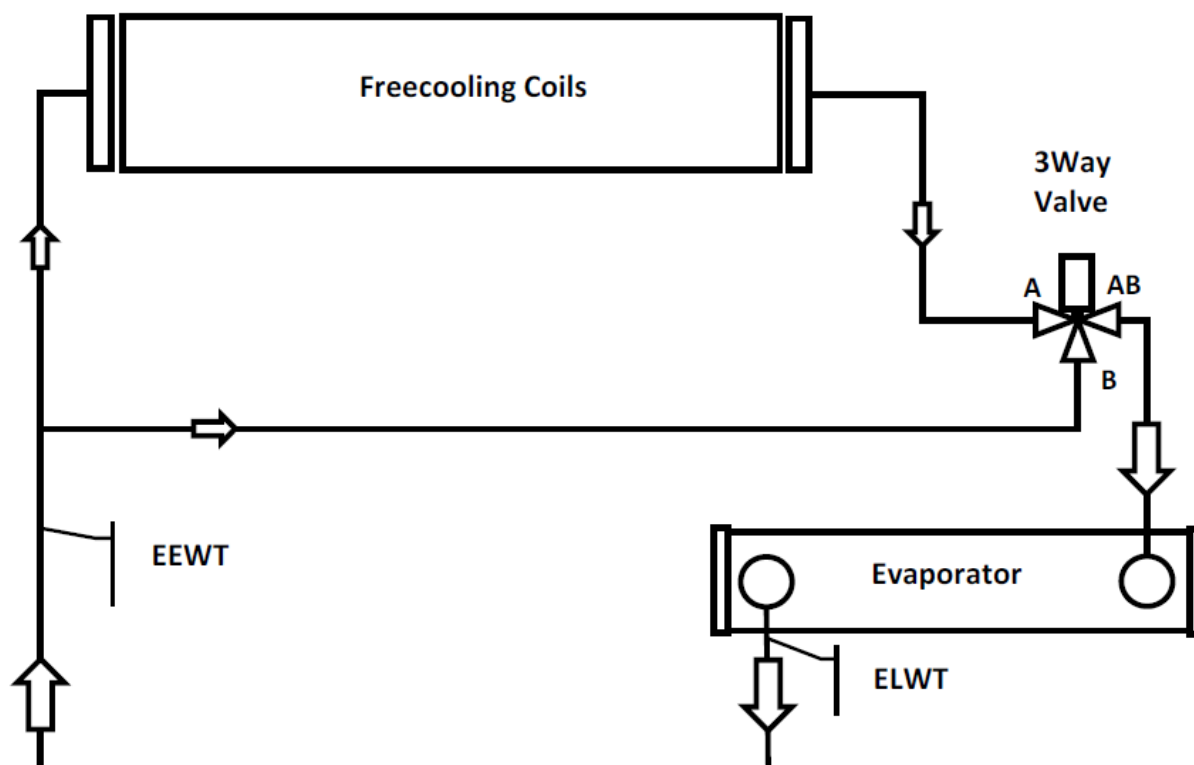 Freecooling Coils
3Way
Valve
A
AB
B
EEWT
Evaporator
ELWT